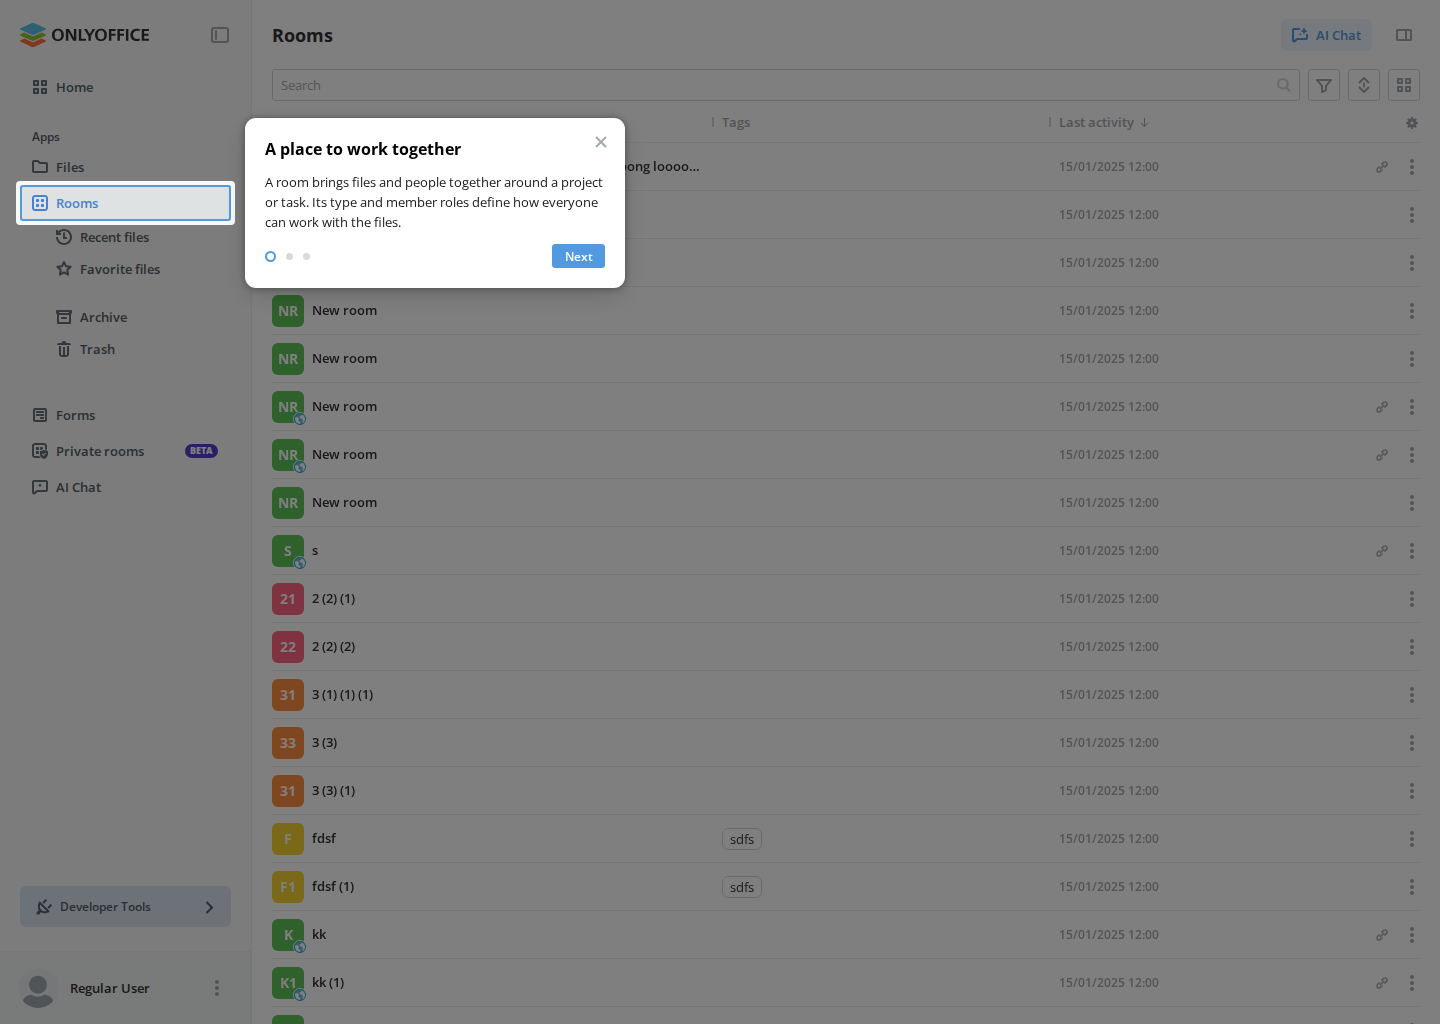 ONLYOFFICE
Home
Apps
Files
Rooms
Recent files
Favorite files
Archive
Trash
Forms
Private rooms BETA
AI Chat
Developer Tools
Regular User
Rooms
AI Chat
Search
Tags Last activity
A place to work together
A room brings files and people together around a project
or task. Its type and member roles define how everyone
can work with the files.
Next
loooo... 15/01/2025 12:00
15/01/2025 12:00
15/01/2025 12:00
NR New room 15/01/2025 12:00
NR New room 15/01/2025 12:00
NR New room 15/01/2025 12:00
NR New room 15/01/2025 12:00
NR New room 15/01/2025 12:00
S s 15/01/2025 12:00
21 2 (2) (1) 15/01/2025 12:00
22 2 (2) (2) 15/01/2025 12:00
31 3 (1) (1) (1) 15/01/2025 12:00
33 3 (3) 15/01/2025 12:00
31 3 (3) (1) 15/01/2025 12:00
F fdsf sdfs 15/01/2025 12:00
F1 fdsf (1) sdfs 15/01/2025 12:00
K kk 15/01/2025 12:00
K1 kk (1) 15/01/2025 12:00